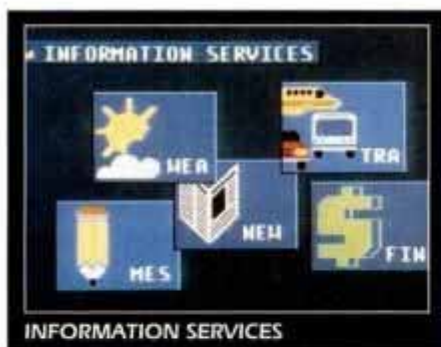 INFORMATION SERVICES
WEA
TRA
NEW
MES
FIN
INFORMATION SERVICES